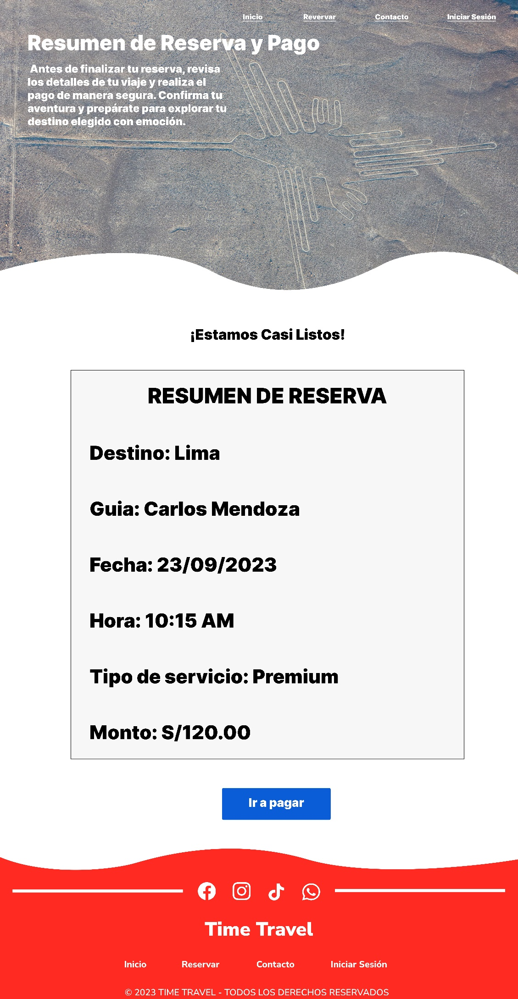 Inicio Revervar Contacto Iniciar Sesión
Resumen de Reserva y Pago
Antes de finalizar tu reserva, revisa
los detalles de tu viaje y realiza el
pago de manera segura. Confirma tu
aventura y prepárate para explorar tu
destino elegido con emoción.
¡Estamos Casi Listos!
RESUMEN DE RESERVA
Destino: Lima
Guia: Carlos Mendoza
Fecha: 23/09/2023
Hora: 10:15 AM
Tipo de servicio: Premium
Monto: S/120.00
Ir a pagar
Time Travel
Inicio Reservar Contacto Iniciar Sesión
© 2023 TIME TRAVEL - TODOS LOS DERECHOS RESERVADOS